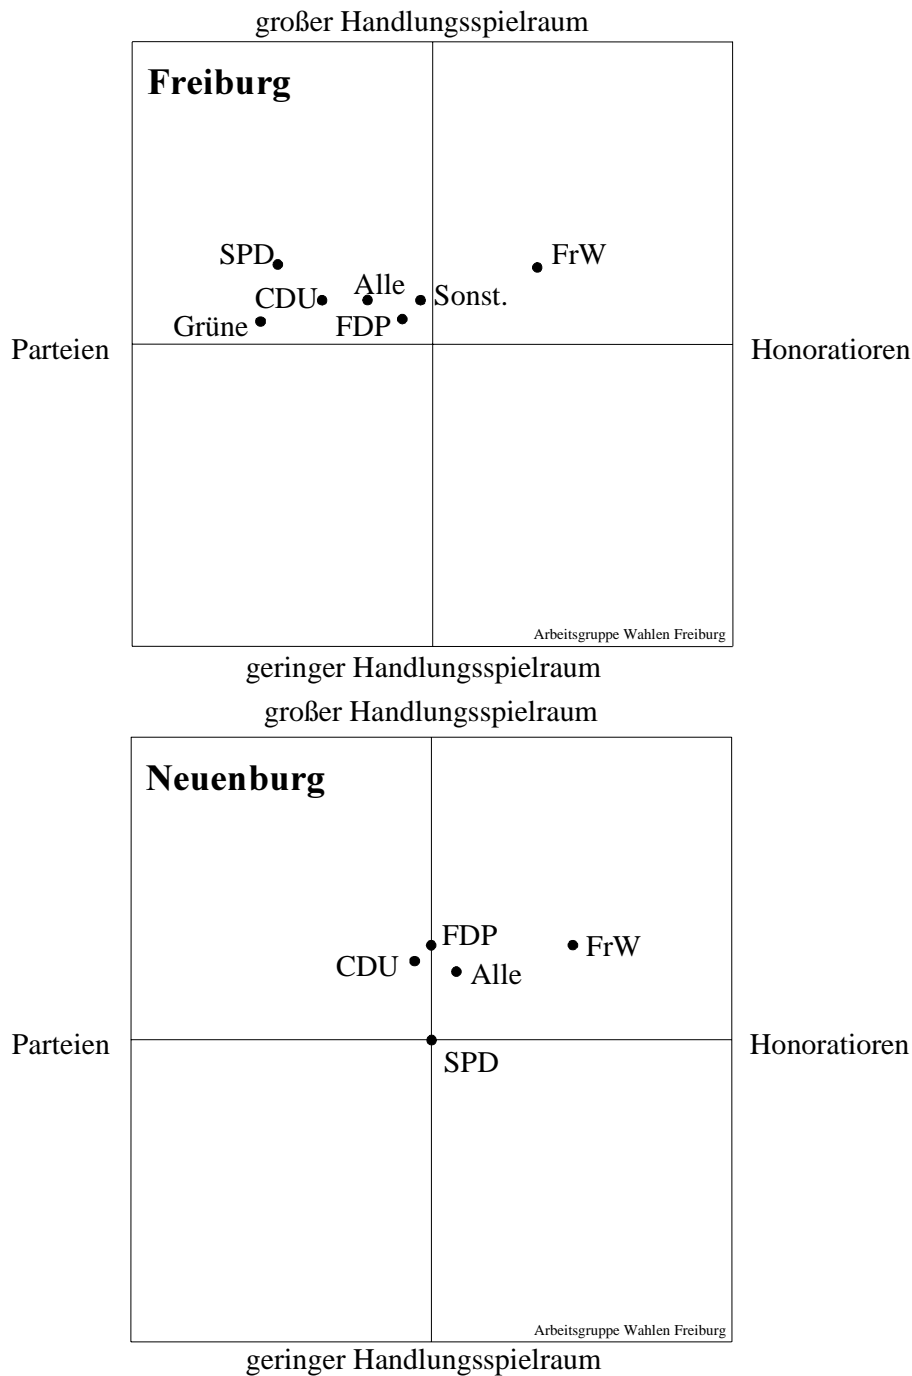 großer Handlungsspielraum
Freiburg
SPD
FrW
CDU
Alle
Sonst.
Grüne
FDP
Parteien
Honoratioren
Arbeitsgruppe Wahlen Freiburg
geringer Handlungsspielraum
großer Handlungsspielraum
Neuenburg
FDP
FrW
CDU
Alle
Parteien
Honoratioren
SPD
Arbeitsgruppe Wahlen Freiburg
geringer Handlungsspielraum